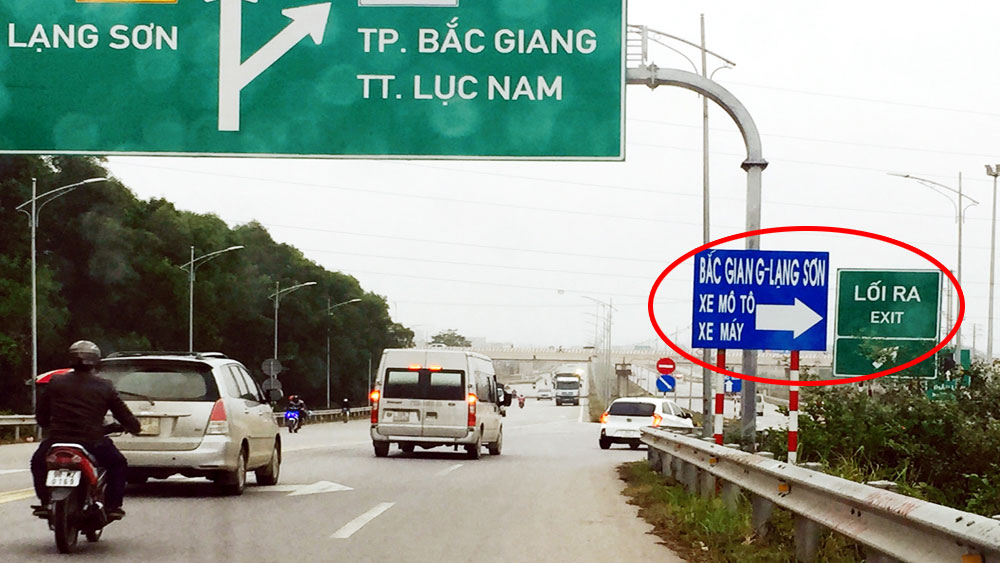 LẠNG SƠN
TP. BẮC GIANG
TT. LỤC NAM
BẮC GIAN G-LẠNG SƠN
XE MÔ TÔ
XE MÁY
LỐI RA
EXIT